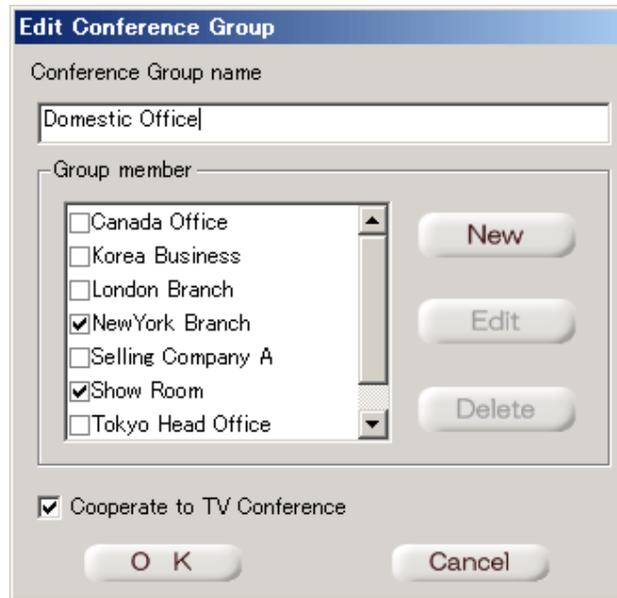 Edit Conference Group
Conference Group name
Domestic Office
Group member
Canada Office
Korea Business
London Branch
NewYork Branch
Selling Company A
Show Room
Tokyo Head Office
New
Edit
Delete
Cooperate to TV Conference
O K
Cancel